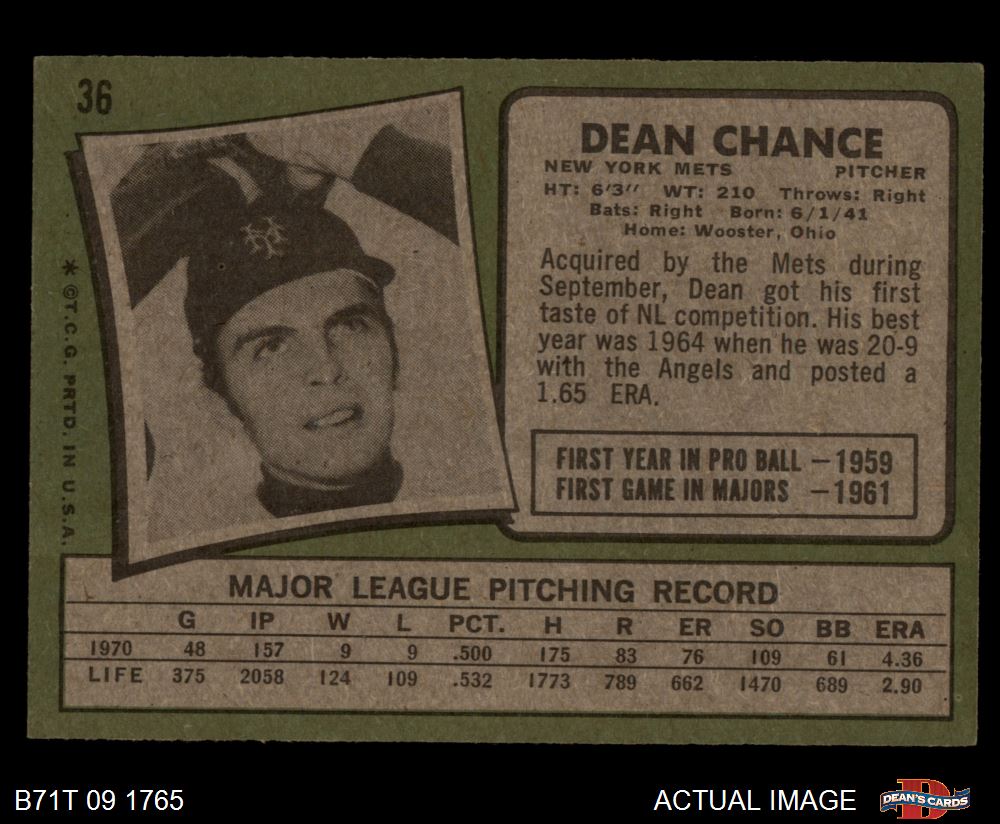 36
DEAN CHANCE
NEW YORK METS PITCHER
HT: 6'3" WT: 210 Throws: Right
Bats: Right Born: 6/1/41
Home: Wooster, Ohio
Acquired by the Mets during
September, Dean got his first
taste of NL competition. His best
year was 1964 when he was 20-9
with the Angels and posted a
1.65 ERA.
FIRST YEAR IN PRO BALL —1959
FIRST GAME IN MAJORS —1961
* ©T.C.G. PRTD. IN U.S.A.
NY
MAJOR LEAGUE PITCHING RECORD
G IP W L PCT. H R ER SO BB ERA
1970 48 157 9 9 .500 175 83 76 109 61 4.36
LIFE 375 2058 124 109 .532 1773 789 662 1470 689 2.90
B71T 09 1765
ACTUAL IMAGE
D
DEAN'S CARDS